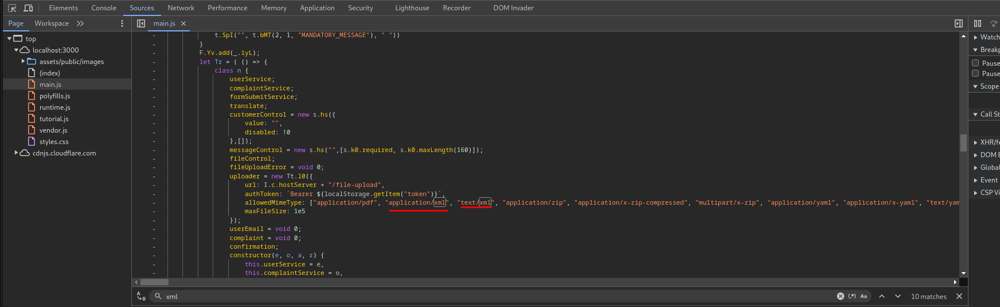 Elements Console Sources Network Performance Memory Application Security Lighthouse Recorder DOM Invader
Page Workspace
top
localhost:3000
assets/public/images
(index)
main.js
polyfills.js
runtime.js
tutorial.js
vendor.js
styles.css
cdnjs.cloudflare.com
main.js
- t.SpI("", t.bMT(2, 1, "MANDATORY_MESSAGE"), " "))
- }
- F.Yv.add(_.iyL);
- let Tr = ( () => {
- class n {
- userService;
- complaintService;
- formSubmitService;
- translate;
- customerControl = new s.hs({
- value: "",
- disabled: !0
- },[]);
- messageControl = new s.hs("",[s.k0.required, s.k0.maxLength(160)]);
- fileControl;
- fileUploadError = void 0;
- uploader = new Tt.l0({
- url: I.c.hostServer + "/file-upload",
- authToken: `Bearer ${localStorage.getItem("token")}`,
- allowedMimeType: ["application/pdf", "application/xml", "text/xml", "application/zip", "application/x-zip-compressed", "multipart/x-zip", "application/yaml", "application/x-yaml", "text/yam
- maxFileSize: 1e5
- });
- userEmail = void 0;
- complaint = void 0;
- confirmation;
- constructor(e, o, a, r) {
- this.userService = e,
- this.complaintService = o,
xml
Aa
10 matches
Watch
Breakp
Pause
Pause
Scope
Call St
XHR/fe
DOM B
Global
Event
CSP Vi